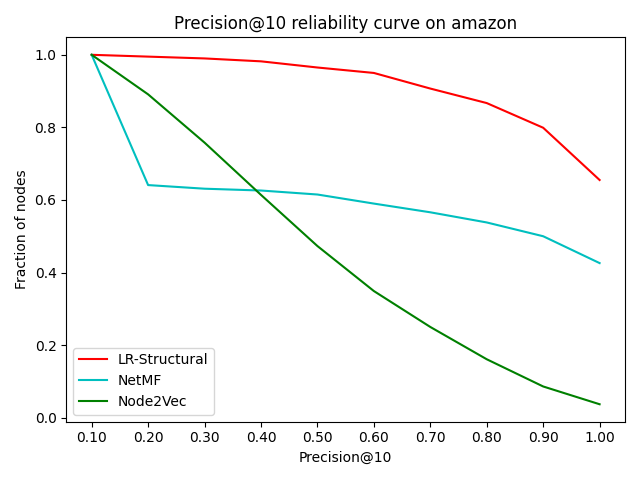 Precision@10 reliability curve on amazon
Fraction of nodes
1.0
0.8
0.6
0.4
0.2
0.0
LR-Structural
NetMF
Node2Vec
0.10 0.20 0.30 0.40 0.50 0.60 0.70 0.80 0.90 1.00
Precision@10